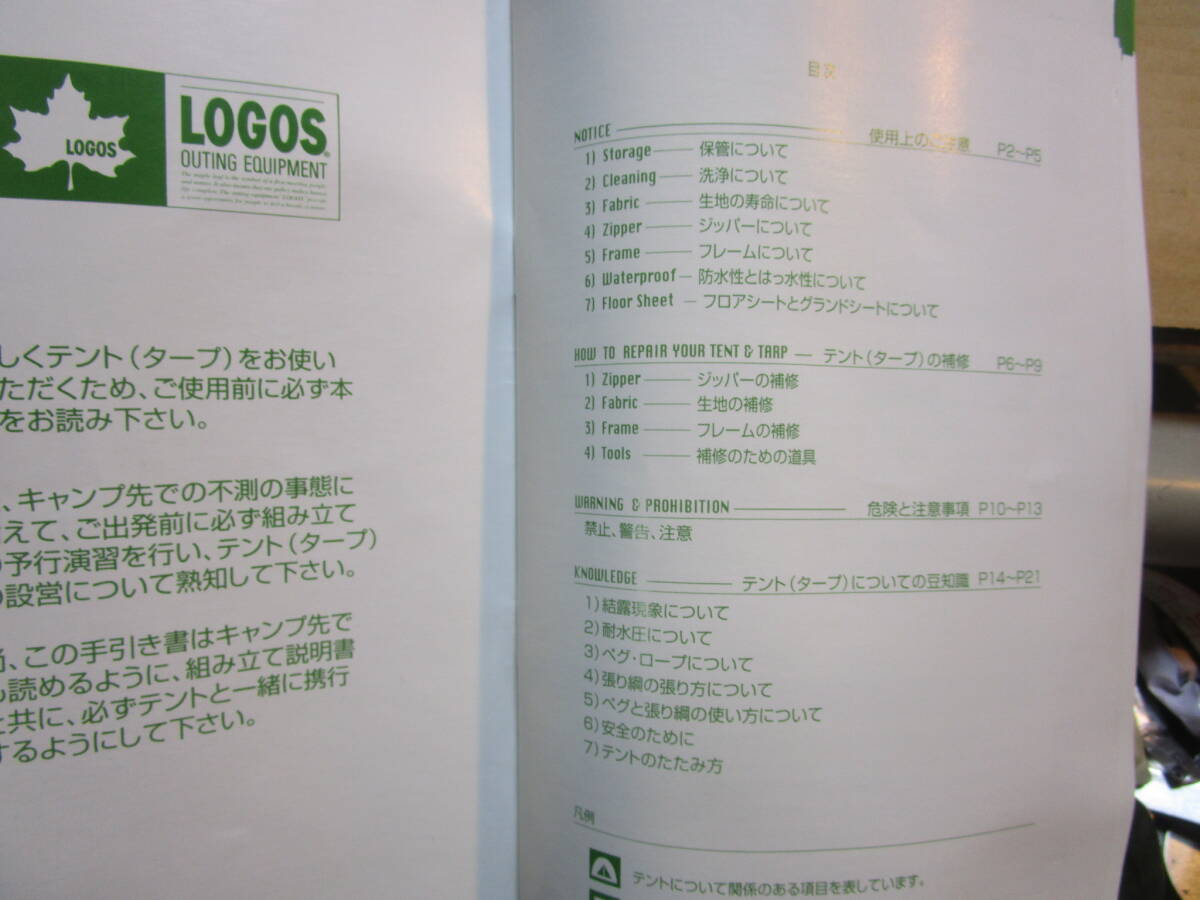 LOGOS
LOGOS
OUTING EQUIPMENT
しくテント（タープ）をお使い
ただくため、ご使用前に必ず本
をお読み下さい。
、キャンプ先での不測の事態に
えて、ご出発前に必ず組み立て
予行演習を行い、テント（タープ）
設営について熟知して下さい。
、この手引き書はキャンプ先で
も読めるように、組み立て説明書
と共に、必ずテントと一緒に携行
するようにして下さい。
目次
NOTICE 使用上のご注意 P2〜P5
1) Storage 保管について
2) Cleaning 洗浄について
3) Fabric 生地の寿命について
4) Zipper ジッパーについて
5) Frame フレームについて
6) Waterproof 防水性とはっ水性について
7) Floor Sheet フロアシートとグランドシートについて
HOW TO REPAIR YOUR TENT & TARP テント（タープ）の補修 P6〜P9
1) Zipper ジッパーの補修
2) Fabric 生地の補修
3) Frame フレームの補修
4) Tools 補修のための道具
WARNING & PROHIBITION 危険と注意事項 P10〜P13
禁止、警告、注意
KNOWLEDGE テント（タープ）についての豆知識 P14〜P21
1）結露現象について
2）耐水圧について
3）ペグ・ロープについて
4）張り綱の張り方について
5）ペグと張り綱の使い方について
6）安全のために
7）テントのたたみ方
凡例
テントについて関係のある項目を表しています。